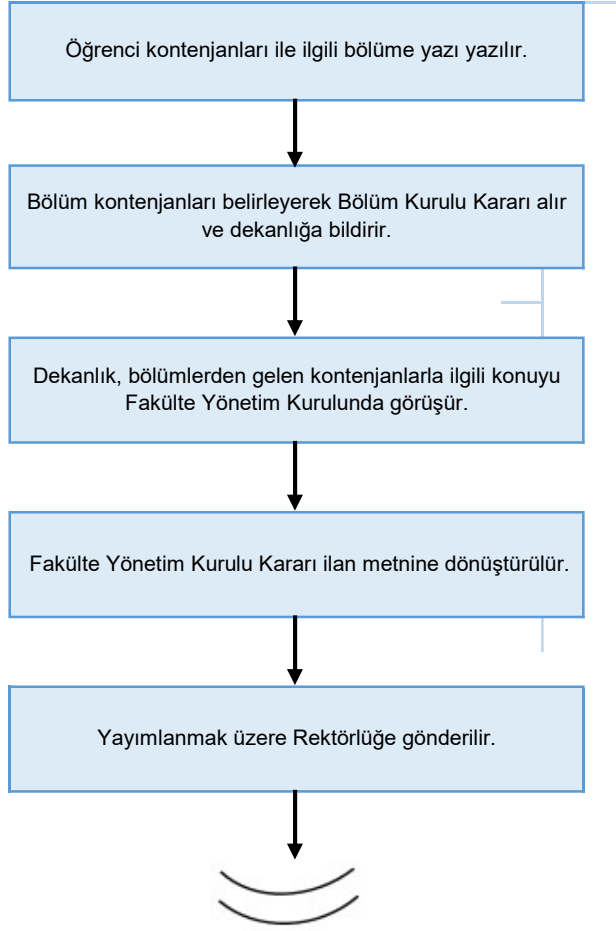 Öğrenci kontenjanları ile ilgili bölüme yazı yazılır.
Bölüm kontenjanları belirleyerek Bölüm Kurulu Kararı alır
ve dekanlığa bildirir.
Dekanlık, bölümlerden gelen kontenjanlarla ilgili konuyu
Fakülte Yönetim Kurulunda görüşür.
Fakülte Yönetim Kurulu Kararı ilan metnine dönüştürülür.
Yayımlanmak üzere Rektörlüğe gönderilir.